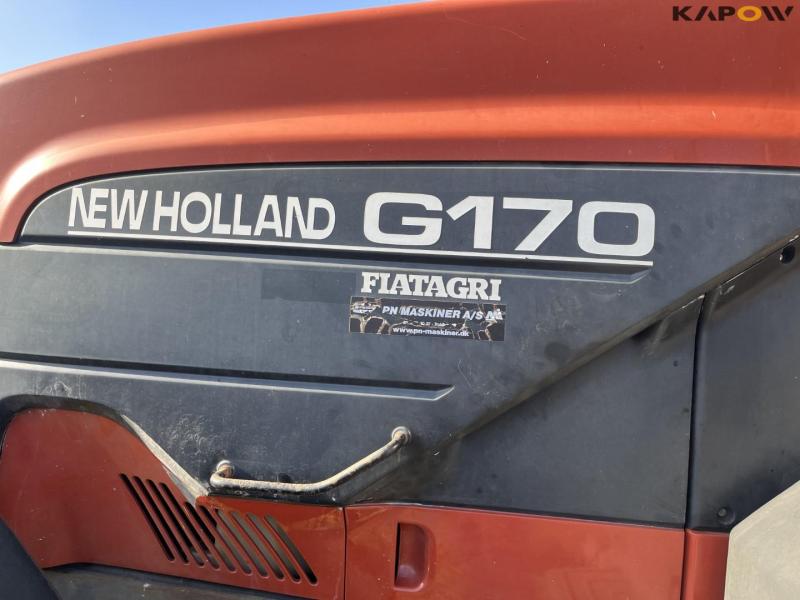 KAPOW
NEW HOLLAND G170
FIATAGRI
PN MASKINER A/S
www.pn-maskiner.dk